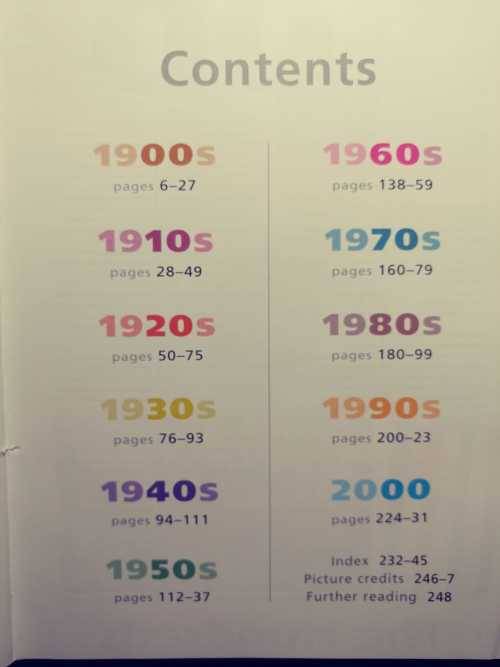 Contents
1900s
pages 6–27
1910s
pages 28–49
1920s
pages 50–75
1930s
pages 76–93
1940s
pages 94–111
1950s
pages 112–37
1960s
pages 138–59
1970s
pages 160–79
1980s
pages 180–99
1990s
pages 200–23
2000
pages 224–31
Index 232–45
Picture credits 246–7
Further reading 248